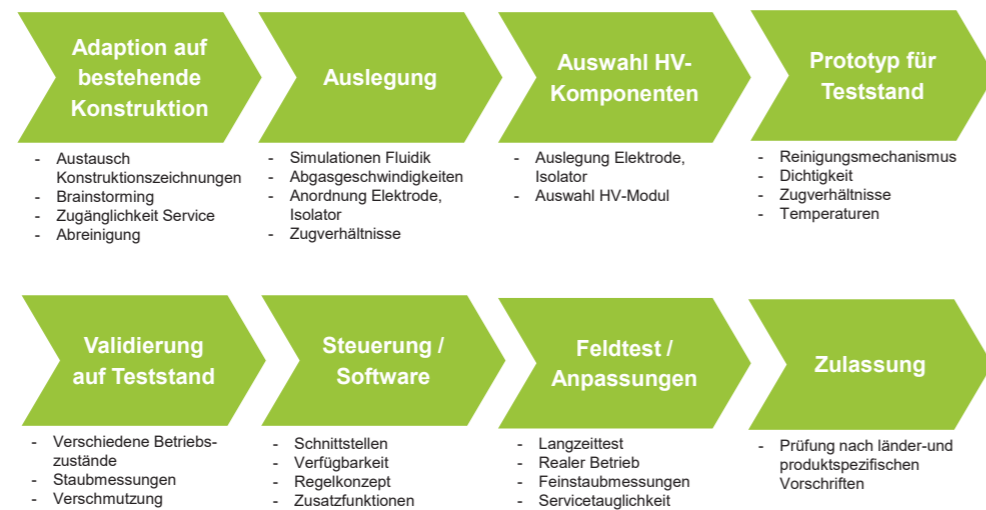 Adaption auf
bestehende
Konstruktion
- Austausch
Konstruktionszeichnungen
- Brainstorming
- Zugänglichkeit Service
- Abreinigung
Auslegung
- Simulationen Fluidik
- Abgasgeschwindigkeiten
- Anordnung Elektrode,
Isolator
- Zugverhältnisse
Auswahl HV-
Komponenten
- Auslegung Elektrode,
Isolator
- Auswahl HV-Modul
Prototyp für
Teststand
- Reinigungsmechanismus
- Dichtigkeit
- Zugverhältnisse
- Temperaturen
Validierung
auf Teststand
- Verschiedene Betriebs-
zustände
- Staubmessungen
- Verschmutzung
Steuerung /
Software
- Schnittstellen
- Verfügbarkeit
- Regelkonzept
- Zusatzfunktionen
Feldtest /
Anpassungen
- Langzeittest
- Realer Betrieb
- Feinstaubmessungen
- Servicetauglichkeit
Zulassung
- Prüfung nach länder-und
produktspezifischen
Vorschriften